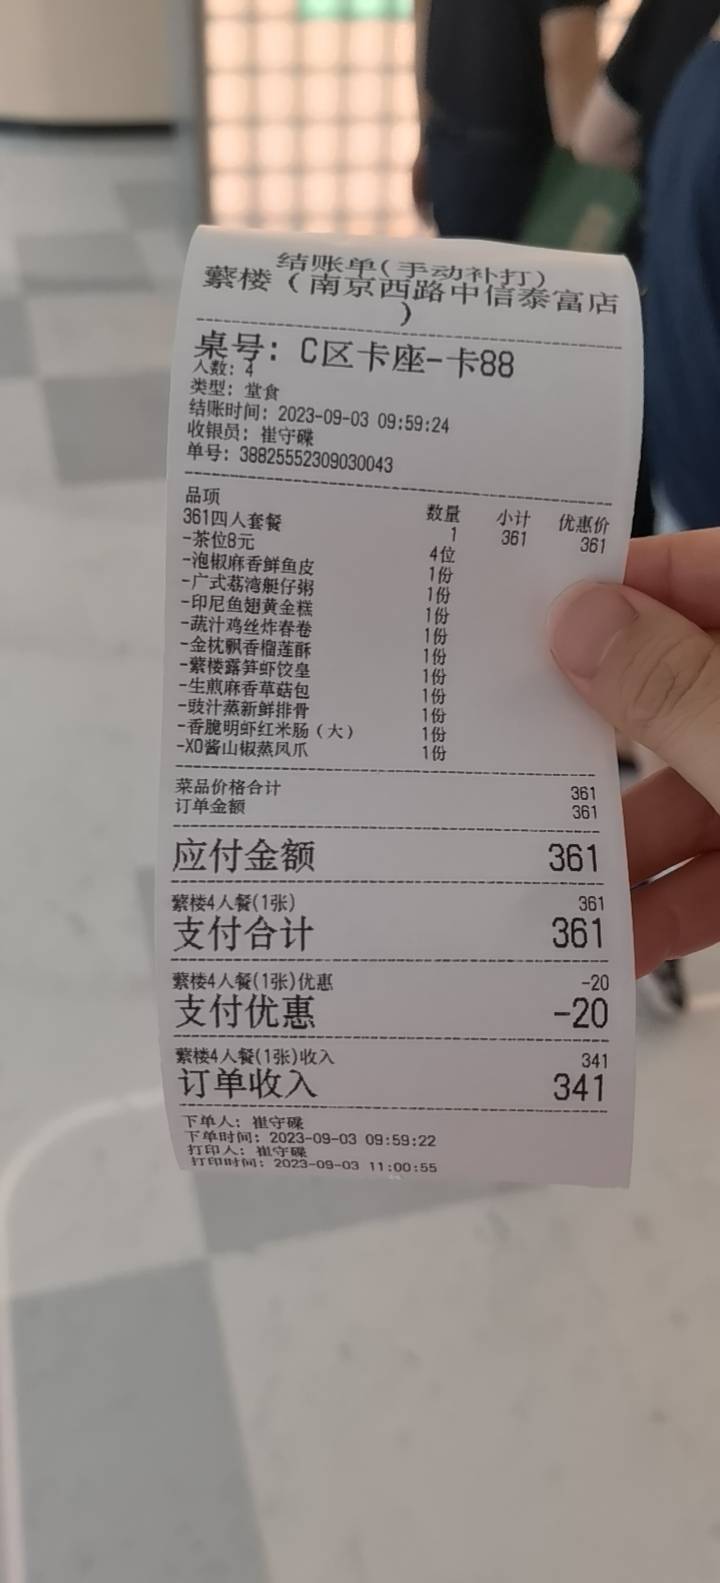 结账单(手动补打)
蘩楼（南京西路中信泰富店
）
桌号: C区卡座-卡88
人数: 4
类型: 堂食
结账时间: 2023-09-03 09:59:24
收银员: 崔守碟
单号: 38825552309030043
品项 数量 小计 优惠价
361四人套餐 1 361 361
-茶位8元 4位
-泡椒麻香鲜鱼皮 1份
-广式荔湾艇仔粥 1份
-印尼鱼翅黄金糕 1份
-蔬汁鸡丝炸春卷 1份
-金枕飘香榴莲酥 1份
-蘩楼露笋虾饺皇 1份
-生煎麻香草菇包 1份
-豉汁蒸新鲜排骨 1份
-香脆明虾红米肠（大） 1份
-XO酱山椒蒸凤爪 1份
菜品价格合计 361
订单金额 361
应付金额 361
蘩楼4人餐(1张) 361
支付合计 361
蘩楼4人餐(1张)优惠 -20
支付优惠 -20
蘩楼4人餐(1张)收入 341
订单收入 341
下单人: 崔守碟
下单时间: 2023-09-03 09:59:22
打印人: 崔守碟
打印时间: 2023-09-03 11:00:55